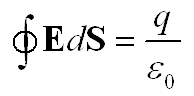 ∮EdS = q/ε₀